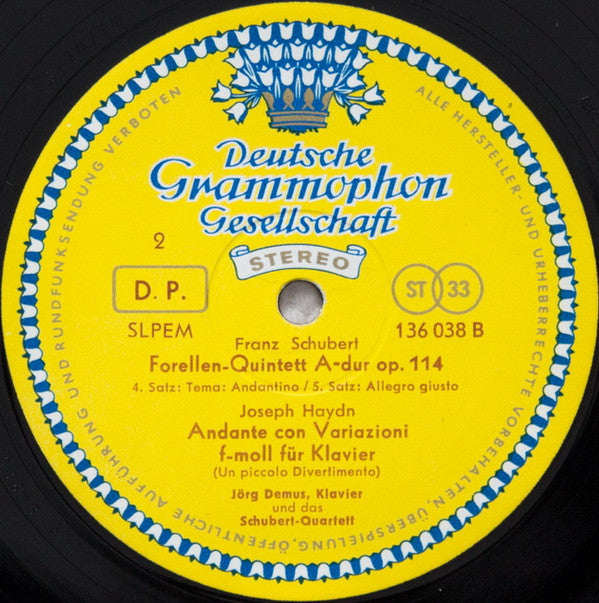 Deutsche
Grammophon
Gesellschaft
STEREO
2
D. P.
ST 33
SLPEM
136 038 B
Franz Schubert
Forellen-Quintett A-dur op. 114
4. Satz: Tema: Andantino / 5. Satz: Allegro giusto
Joseph Haydn
Andante con Variazioni
f-moll für Klavier
(Un piccolo Divertimento)
Jörg Demus, Klavier
und das
Schubert-Quartett
ALLE HERSTELLER- UND URHEBERRECHTE VORBEHALTEN, ÜBERSPIELUNG, ÖFFENTLICHE AUFFÜHRUNG UND RUNDFUNKSENDUNG VERBOTEN